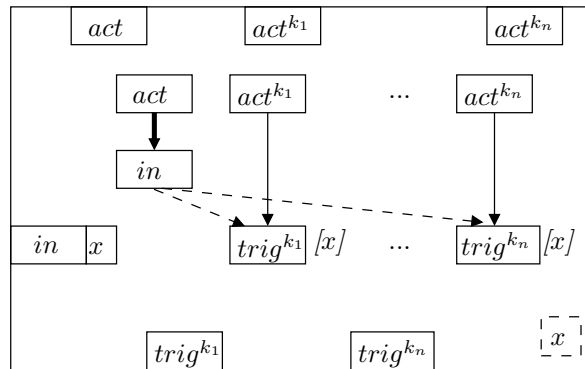 act act^{k_1} act^{k_n}
act act^{k_1} ... act^{k_n}
in
in x trig^{k_1} [x] ... trig^{k_n} [x]
x
trig^{k_1} trig^{k_n}